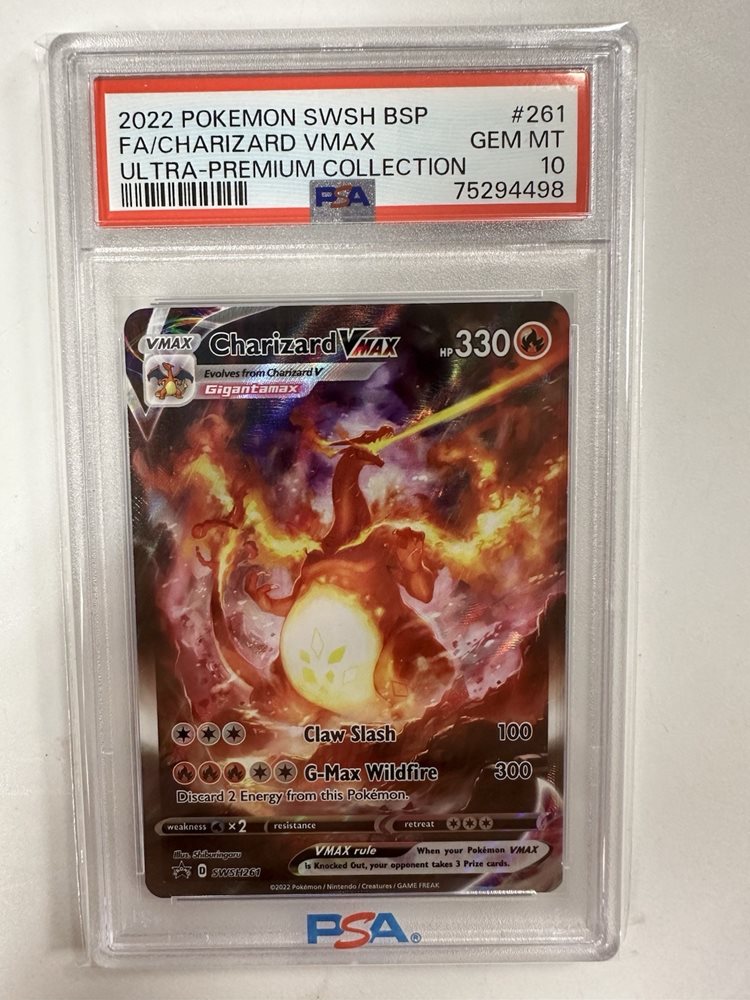 2022 POKEMON SWSH BSP #261
FA/CHARIZARD VMAX GEM MT
ULTRA-PREMIUM COLLECTION 10
PSA 75294498
VMAX Charizard VMAX HP 330
Evolves from Charizard V
Gigantamax
Claw Slash 100
G-Max Wildfire 300
Discard 2 Energy from this Pokémon.
weakness ×2 resistance retreat
VMAX rule When your Pokémon VMAX
is Knocked Out, your opponent takes 3 Prize cards.
Illus. Shiburingaru
D SWSH261
©2022 Pokémon / Nintendo / Creatures / GAME FREAK
PSA®